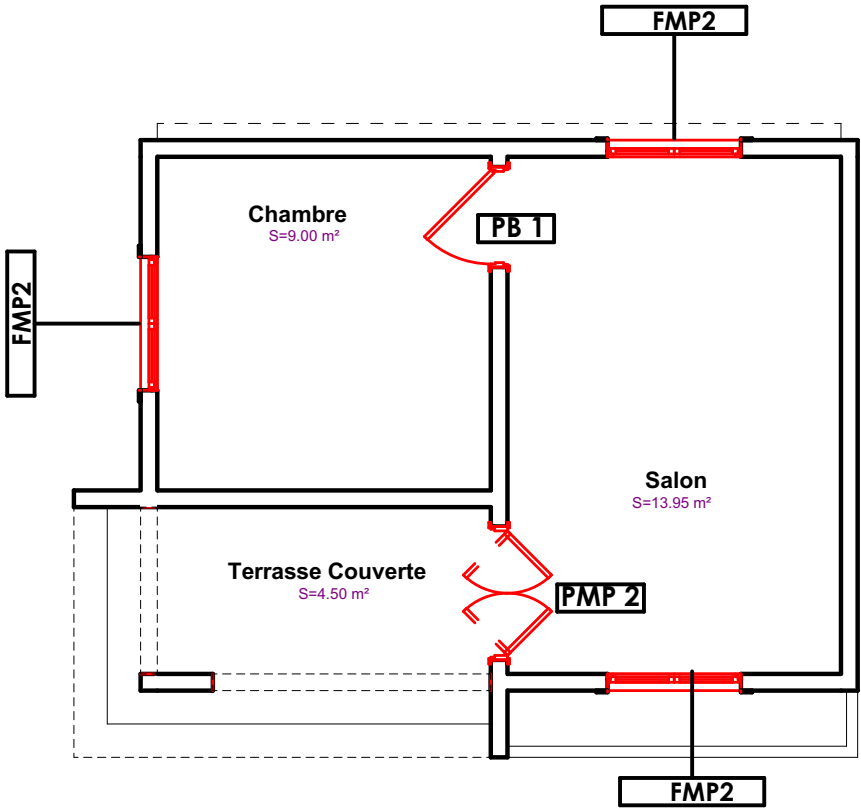 FMP2
Chambre
S=9.00 m²
PB 1
FMP2
Salon
S=13.95 m²
Terrasse Couverte
S=4.50 m²
PMP 2
FMP2